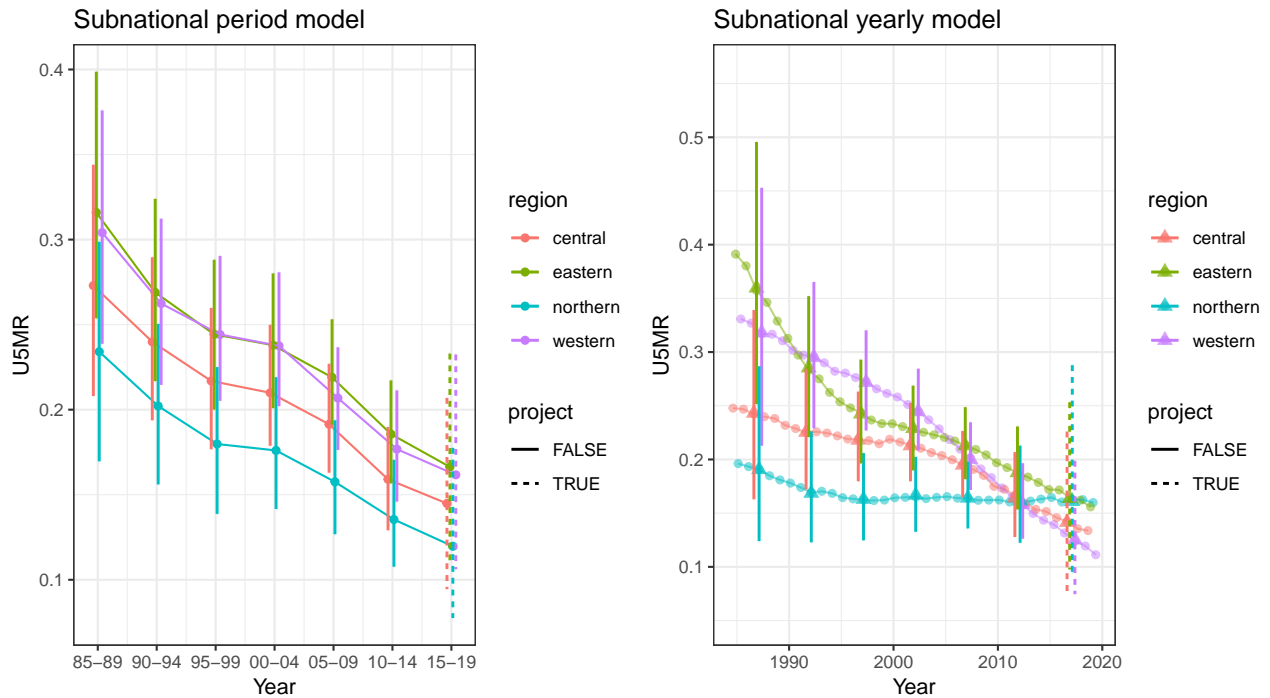 Subnational period model
U5MR
0.4
0.3
0.2
0.1
85–89 90–94 95–99 00–04 05–09 10–14 15–19
Year
region
central
eastern
northern
western
project
FALSE
TRUE
Subnational yearly model
U5MR
0.5
0.4
0.3
0.2
0.1
1990 2000 2010 2020
Year
region
central
eastern
northern
western
project
FALSE
TRUE